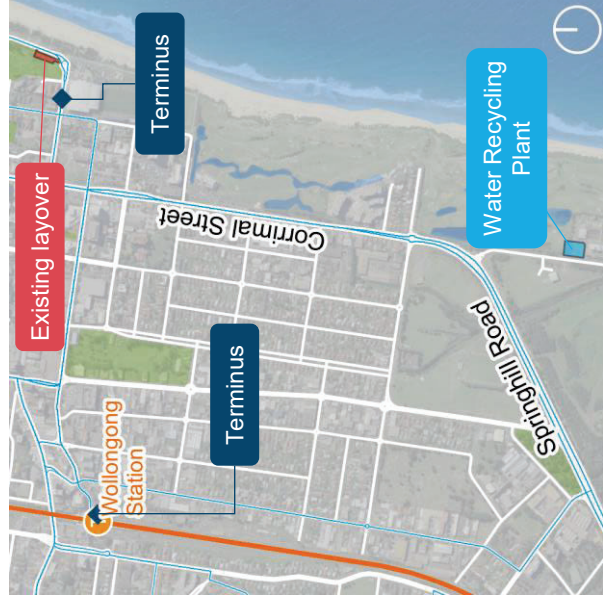 Existing layover
Terminus
Corrimal Street
Water Recycling
Plant
Terminus
Wollongong
Station
Springhill Road